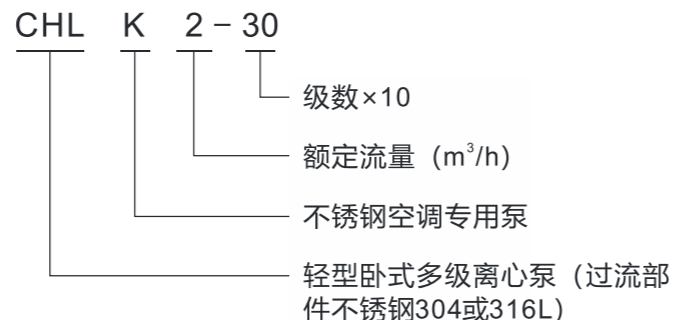 CHL K 2-30
级数×10
额定流量（m³/h）
不锈钢空调专用泵
轻型卧式多级离心泵（过流部
件不锈钢304或316L）